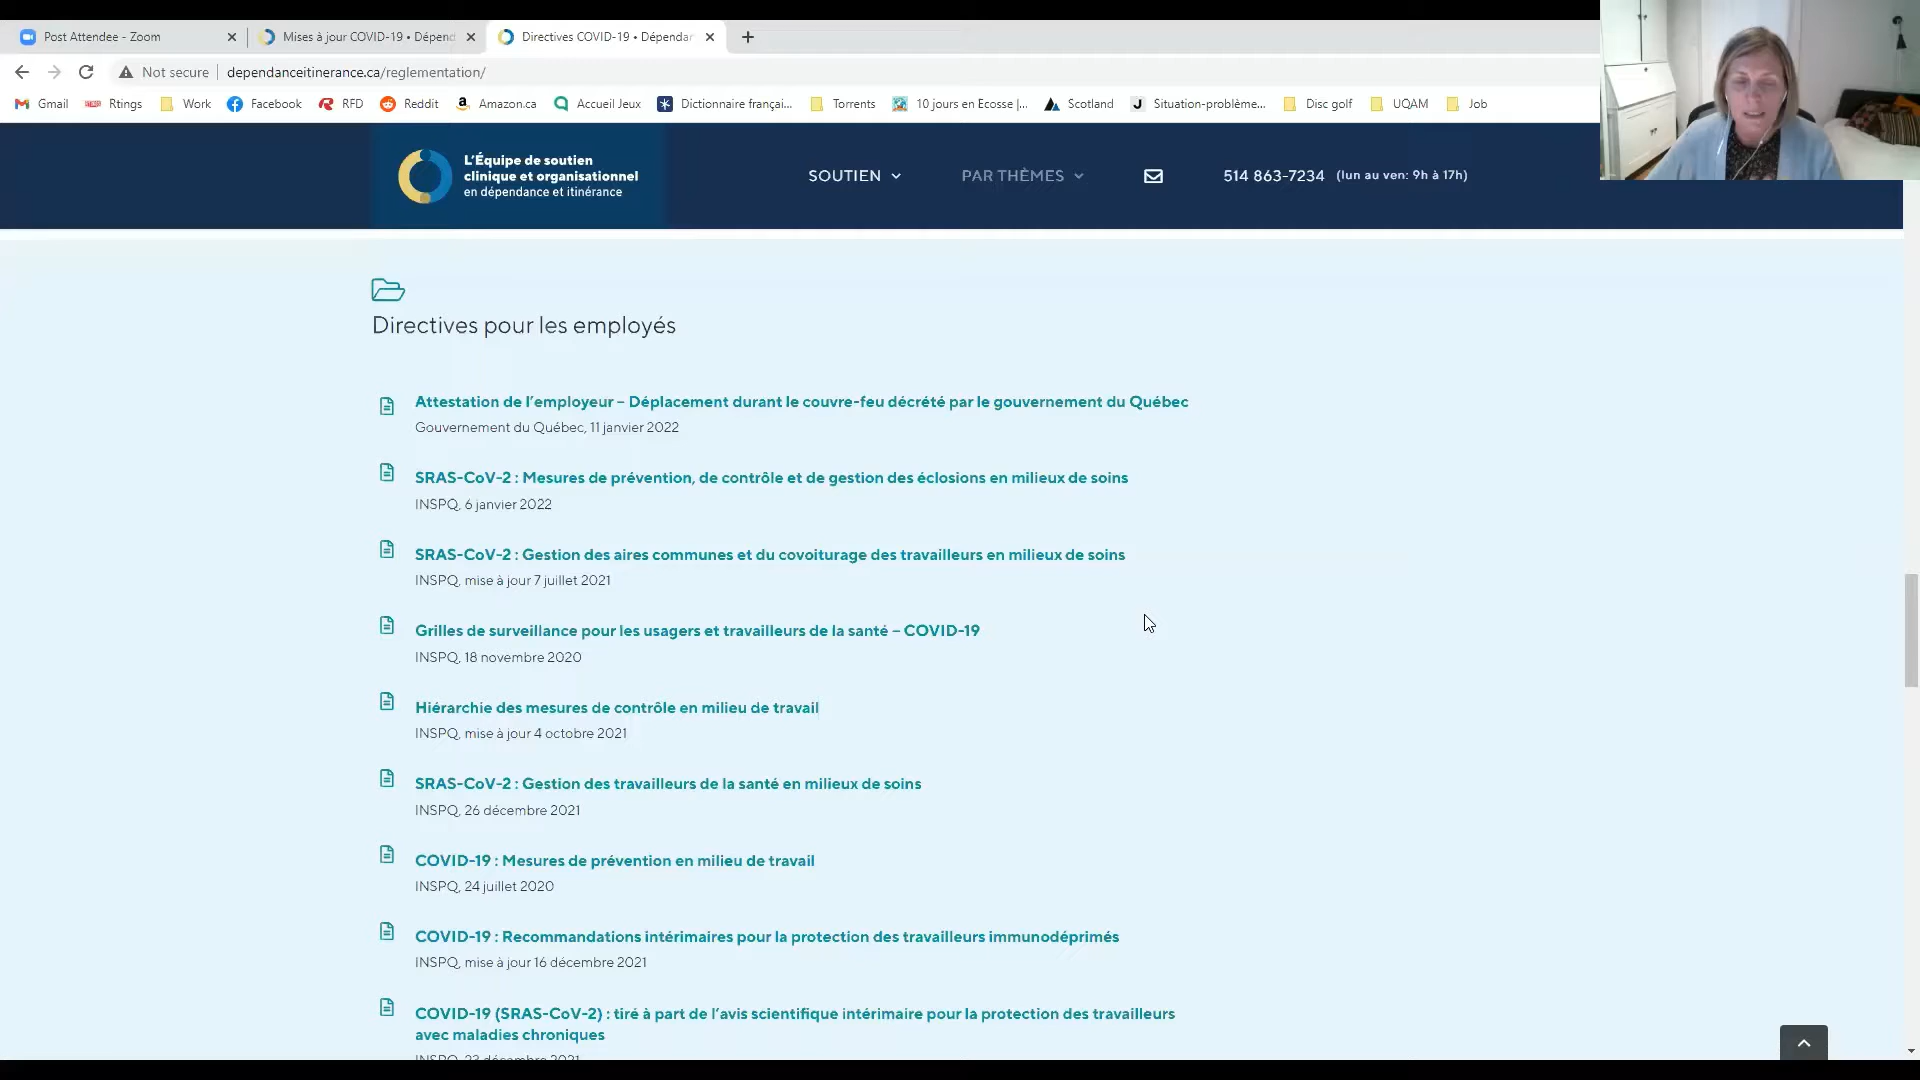 Post Attendee - Zoom
Mises à jour COVID-19 • Dépend
Directives COVID-19 • Dépendar
Not secure
dependanceitinerance.ca/reglementation/
Gmail
Rtings
Work
Facebook
RFD
Reddit
Amazon.ca
Accueil Jeux
Dictionnaire françai...
Torrents
10 jours en Ecosse |...
Scotland
Situation-problème...
Disc golf
UQAM
Job
L'Équipe de soutien
clinique et organisationnel
en dépendance et itinérance
SOUTIEN
PAR THÈMES
514 863-7234 (lun au ven: 9h à 17h)
Directives pour les employés
Attestation de l'employeur – Déplacement durant le couvre-feu décrété par le gouvernement du Québec
Gouvernement du Québec, 11 janvier 2022
SRAS-CoV-2 : Mesures de prévention, de contrôle et de gestion des éclosions en milieux de soins
INSPQ, 6 janvier 2022
SRAS-CoV-2 : Gestion des aires communes et du covoiturage des travailleurs en milieux de soins
INSPQ, mise à jour 7 juillet 2021
Grilles de surveillance pour les usagers et travailleurs de la santé – COVID-19
INSPQ, 18 novembre 2020
Hiérarchie des mesures de contrôle en milieu de travail
INSPQ, mise à jour 4 octobre 2021
SRAS-CoV-2 : Gestion des travailleurs de la santé en milieux de soins
INSPQ, 26 décembre 2021
COVID-19 : Mesures de prévention en milieu de travail
INSPQ, 24 juillet 2020
COVID-19 : Recommandations intérimaires pour la protection des travailleurs immunodéprimés
INSPQ, mise à jour 16 décembre 2021
COVID-19 (SRAS-CoV-2) : tiré à part de l'avis scientifique intérimaire pour la protection des travailleurs
avec maladies chroniques
INSPQ, 23 décembre 2021